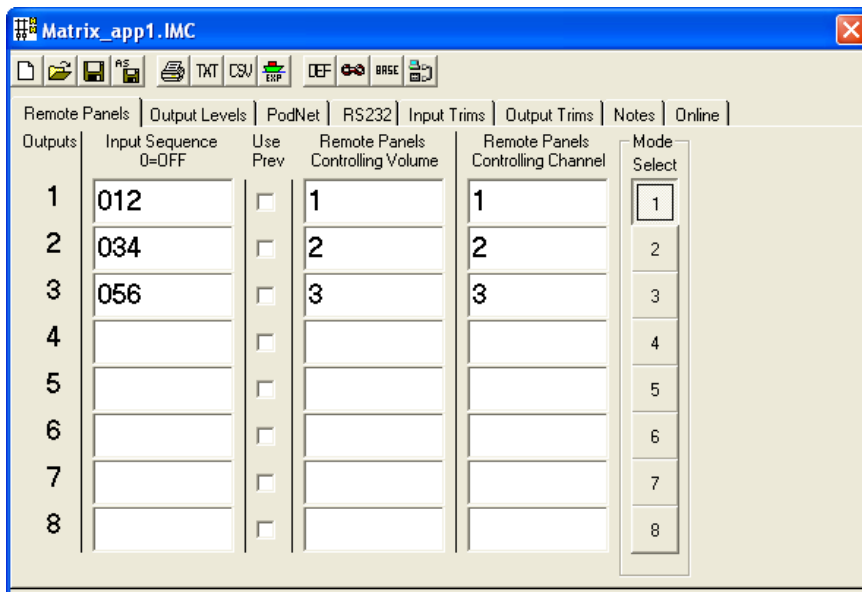 Matrix_app1.IMC
AS TXT CSV EXP DEF BASE
Remote Panels Output Levels PodNet RS232 Input Trims Output Trims Notes Online
Outputs Input Sequence Use Remote Panels Remote Panels Mode
0=OFF Prev Controlling Volume Controlling Channel Select
1 012 1 1 1
2 034 2 2 2
3 056 3 3 3
4 4
5 5
6 6
7 7
8 8